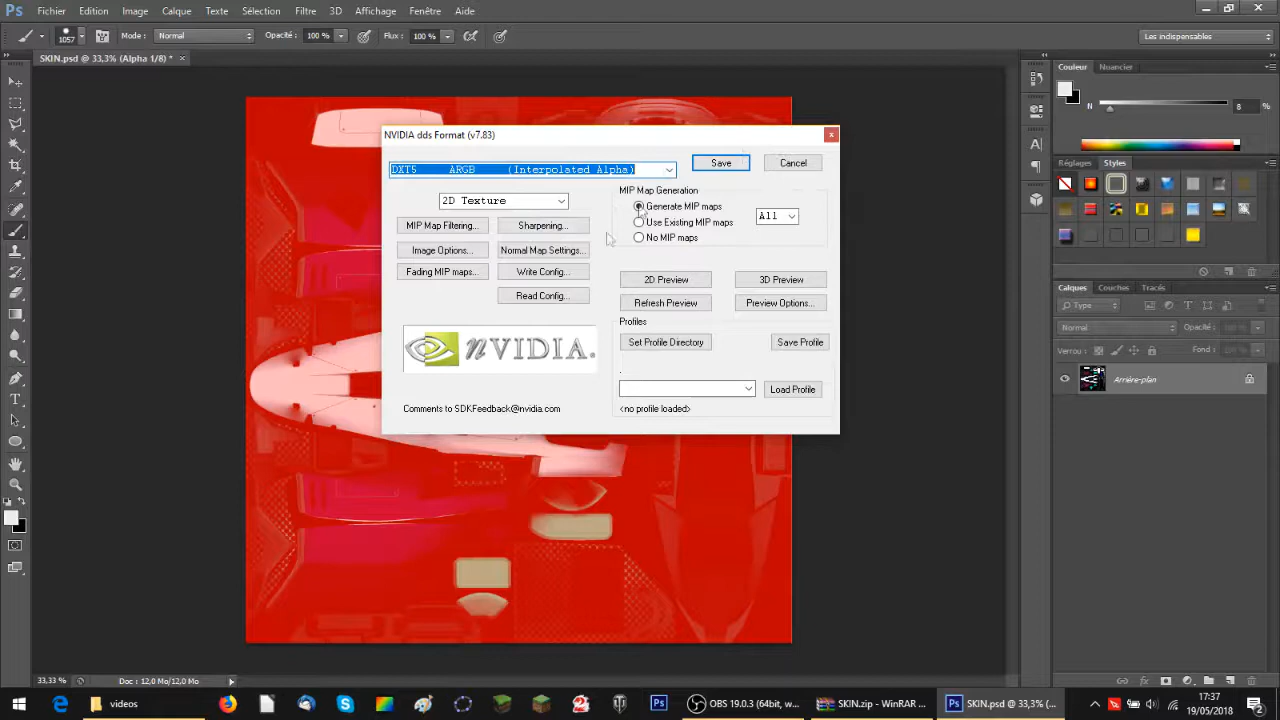 Ps Fichier Edition Image Calque Texte Sélection Filtre 3D Affichage Fenêtre Aide
1057 Mode : Normal Opacité : 100 % Flux : 100 % Les indispensables
SKIN.psd @ 33,3% (Alpha 1/8) * ×
Couleur Nuancier
N 8 %
Réglages Styles
NVIDIA dds Format (v7.83)
DXT5 ARGB (Interpolated Alpha) Save Cancel
2D Texture
MIP Map Generation
Generate MIP maps
Use Existing MIP maps
No MIP maps
All
MIP Map Filtering... Sharpening...
Image Options... Normal Map Settings...
Fading MIP maps... Write Config...
Read Config...
2D Preview 3D Preview
Refresh Preview Preview Options...
Profiles
Set Profile Directory Save Profile
.
Load Profile
<no profile loaded>
nVIDIA.
Comments to SDKFeedback@nvidia.com
Calques Couches Tracés
Type
Normal Opacité : 100 %
Verrou : Fond : 100 %
Arrière-plan
33,33 % Doc : 12,0 Mo/12,0 Mo
videos
OBS 19.0.3 (64bit, w...
SKIN.zip - WinRAR ...
SKIN.psd @ 33,3% (...
17:37
19/05/2018